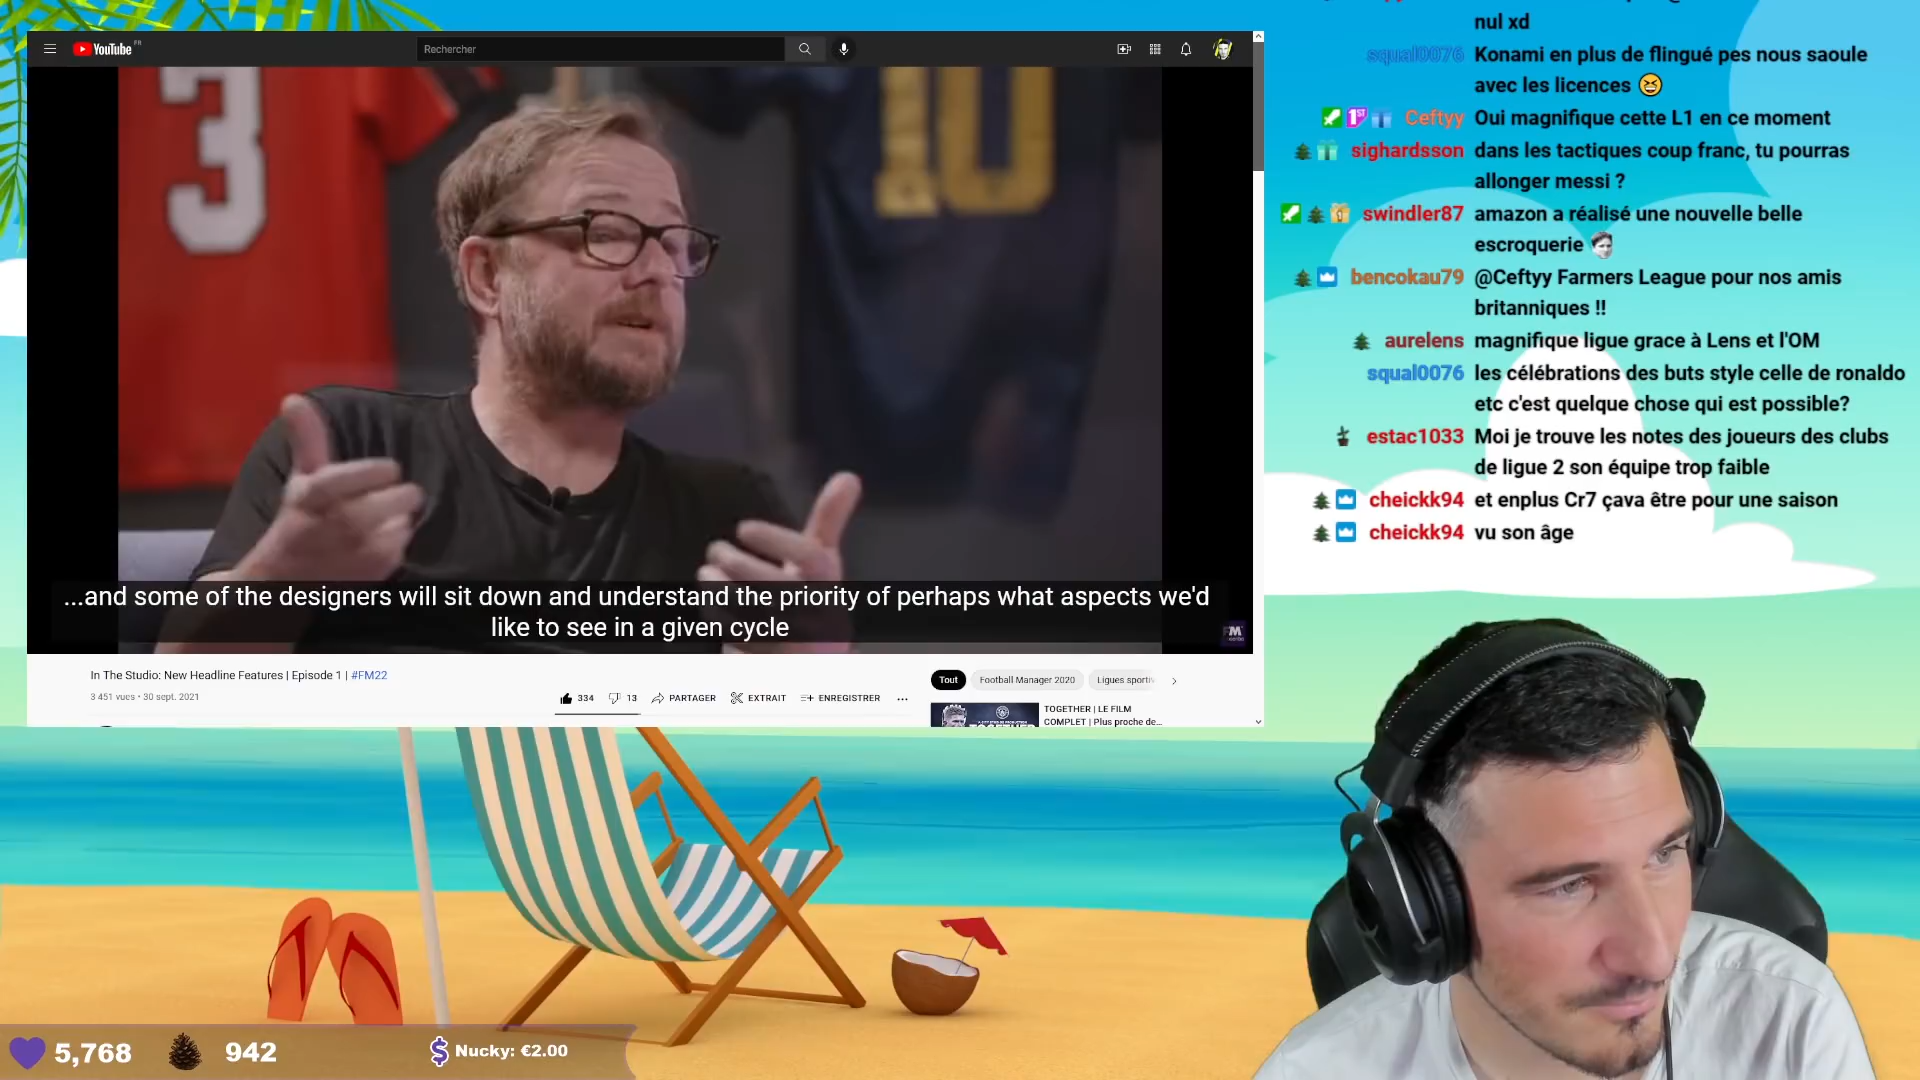 YouTube FR
Rechercher
3
10
...and some of the designers will sit down and understand the priority of perhaps what aspects we'd
like to see in a given cycle
FM
In The Studio: New Headline Features | Episode 1 | #FM22
3 451 vues • 30 sept. 2021
334
13
PARTAGER
EXTRAIT
ENREGISTRER
Tout
Football Manager 2020
Ligues sportiv
TOGETHER | LE FILM
COMPLET | Plus proche de...
nul xd
squal0076 Konami en plus de flingué pes nous saoule
avec les licences
1ST Ceftyy Oui magnifique cette L1 en ce moment
sighardsson dans les tactiques coup franc, tu pourras
allonger messi ?
swindler87 amazon a réalisé une nouvelle belle
escroquerie
bencokau79 @Ceftyy Farmers League pour nos amis
britanniques !!
aurelens magnifique ligue grace à Lens et l'OM
squal0076 les célébrations des buts style celle de ronaldo
etc c'est quelque chose qui est possible?
estac1033 Moi je trouve les notes des joueurs des clubs
de ligue 2 son équipe trop faible
cheickk94 et enplus Cr7 çava être pour une saison
cheickk94 vu son âge
5,768
942
$ Nucky: €2.00